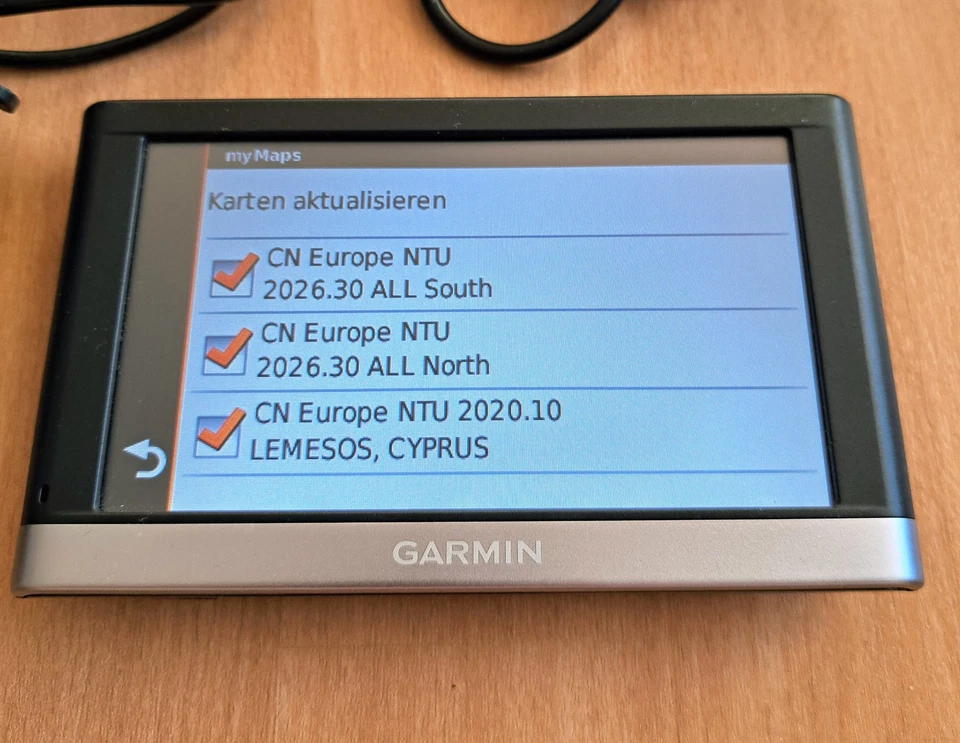 myMaps
Karten aktualisieren
CN Europe NTU
2026.30 ALL South
CN Europe NTU
2026.30 ALL North
CN Europe NTU 2020.10
LEMESOS, CYPRUS
GARMIN